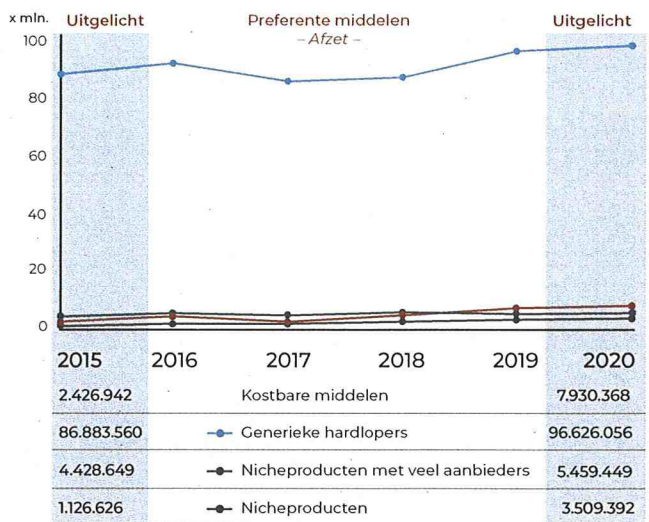 x mln.
Uitgelicht
Preferente middelen
Uitgelicht
– Afzet –
100
80
60
40
20
0
2015 2016 2017 2018 2019 2020
2.426.942 Kostbare middelen 7.930.368
86.883.560 Generieke hardlopers 96.626.056
4.428.649 Nicheproducten met veel aanbieders 5.459.449
1.126.626 Nicheproducten 3.509.392